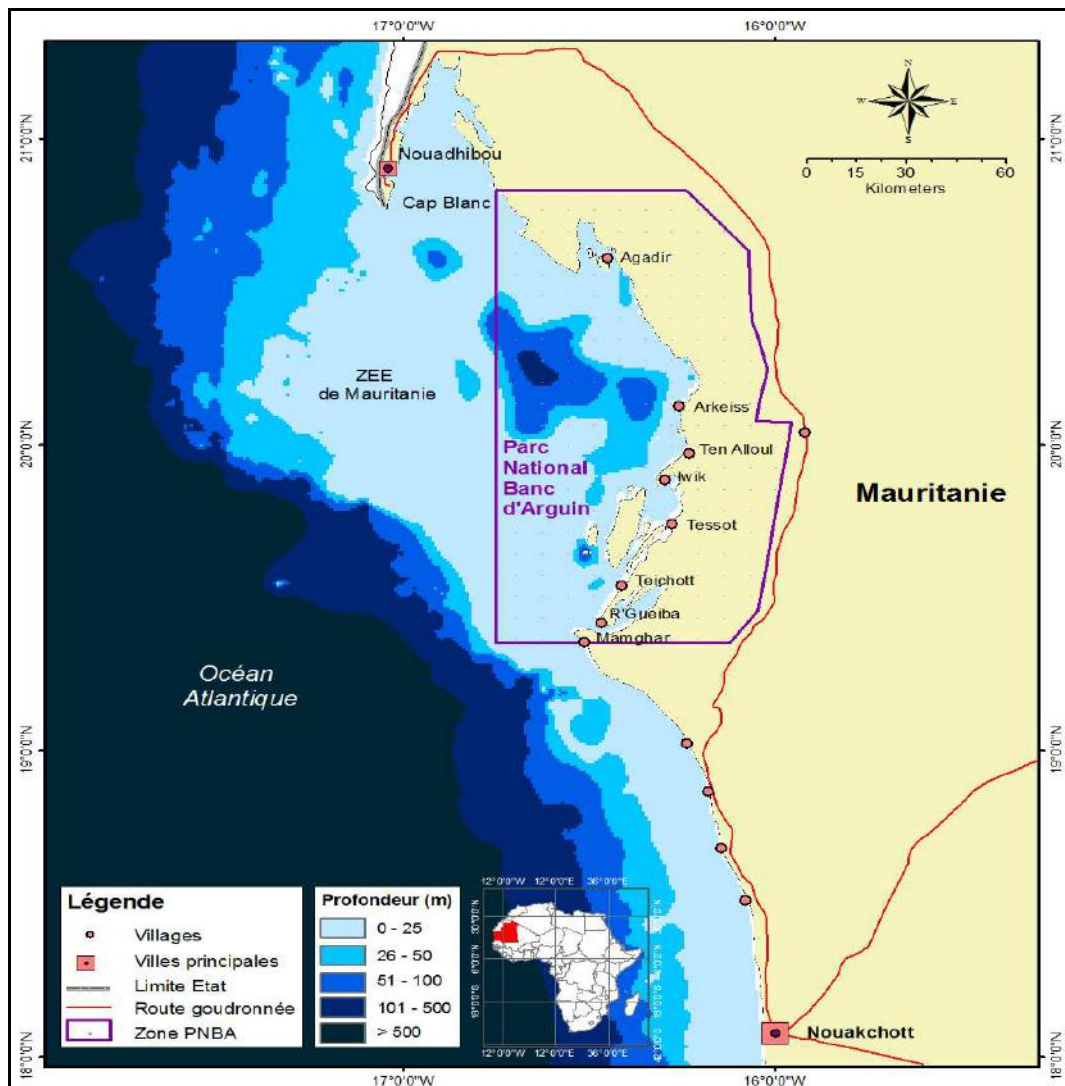 17°0'0"W
16°0'0"W
N
W
E
S
21°0'0"N
21°0'0"N
Nouadhibou
0 15 30 60
Kilometers
Cap Blanc
Agadir
ZEE
de Mauritanie
Arkeiss
20°0'0"N
20°0'0"N
Ten Alloul
Parc
National
Banc
d'Arguin
Iwik
Mauritanie
Tessot
Teichott
R'Gueiba
Mamghar
Océan
Atlantique
19°0'0"N
19°0'0"N
Légende
Villages
Villes principales
Limite Etat
Route goudronnée
Zone PNBA
Profondeur (m)
0 - 25
26 - 50
51 - 100
101 - 500
> 500
12°0'0"W
12°0'0"E
36°0'0"E
12°0'0"W
12°0'0"E
36°0'0"E
Nouakchott
18°0'0"N
18°0'0"N
17°0'0"W
16°0'0"W